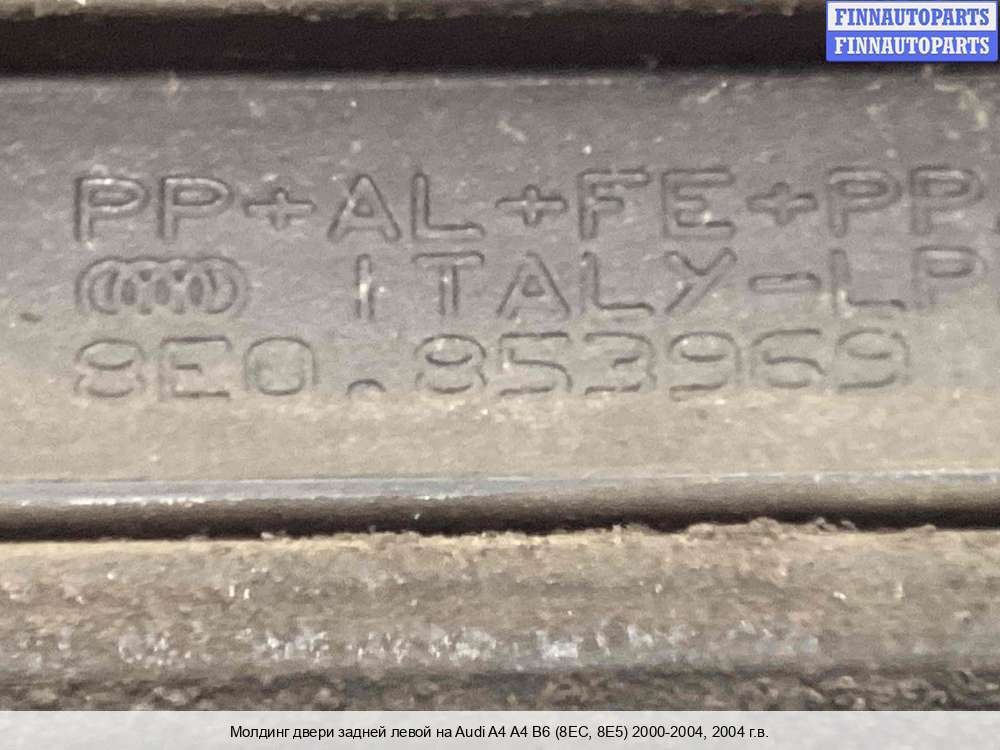 FINNAUTOPARTS
FINNAUTOPARTS
PP+AL+FE+PP
ITALY-LP
8E0.853969
Молдинг двери задней левой на Audi A4 A4 B6 (8EC, 8E5) 2000-2004, 2004 г.в.